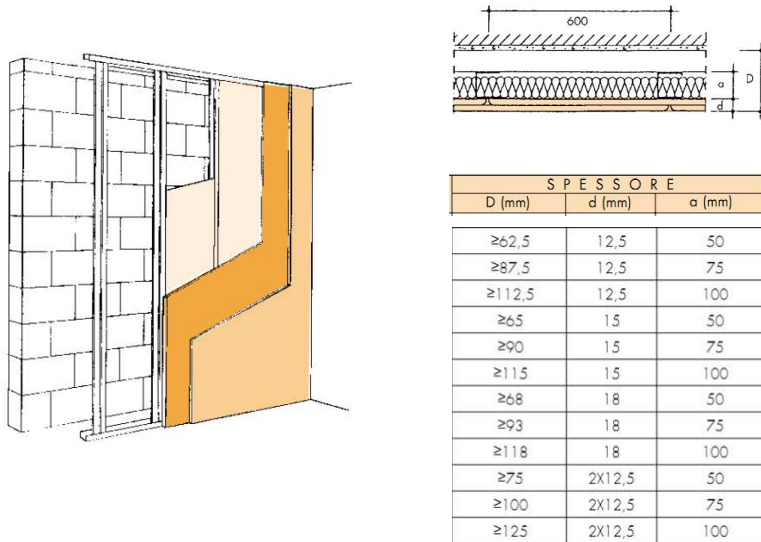 600
a
D
d
SPESSORE
D (mm) d (mm) a (mm)
≥62,5 12,5 50
≥87,5 12,5 75
≥112,5 12,5 100
≥65 15 50
≥90 15 75
≥115 15 100
≥68 18 50
≥93 18 75
≥118 18 100
≥75 2X12,5 50
≥100 2X12,5 75
≥125 2X12,5 100